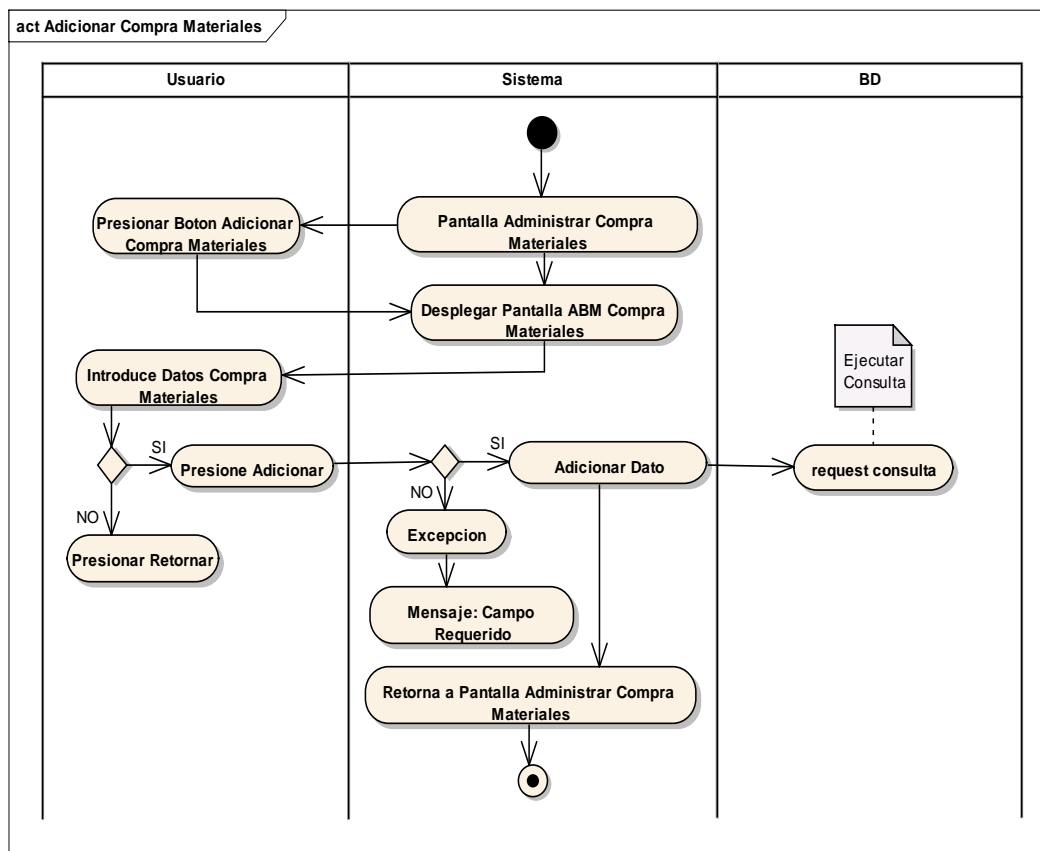 act Adicionar Compra Materiales
Usuario
Sistema
BD
Presionar Boton Adicionar
Compra Materiales
Pantalla Administrar Compra
Materiales
Desplegar Pantalla ABM Compra
Materiales
Introduce Datos Compra
Materiales
Ejecutar
Consulta
SI
Presione Adicionar
SI
Adicionar Dato
request consulta
NO
NO
Presionar Retornar
Excepcion
Mensaje: Campo
Requerido
Retorna a Pantalla Administrar Compra
Materiales